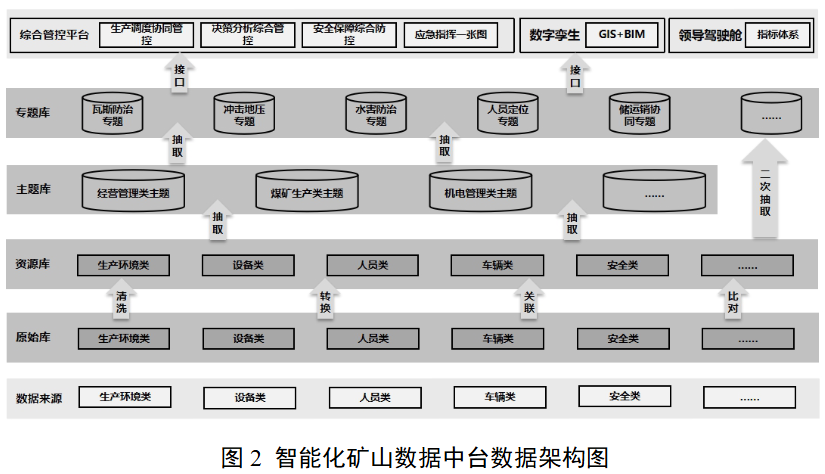 综合管控平台 生产调度协同管控 决策分析综合管控 安全保障综合防控 应急指挥一张图 数字孪生 GIS+BIM 领导驾驶舱 指标体系
接口 接口
专题库 瓦斯防治专题 冲击地压专题 水害防治专题 人员定位专题 储运销协同专题 ......
抽取 抽取 二次抽取
主题库 经营管理类主题 煤矿生产类主题 机电管理类主题 ......
抽取 抽取
资源库 生产环境类 设备类 人员类 车辆类 安全类 ......
清洗 转换 关联 比对
原始库 生产环境类 设备类 人员类 车辆类 安全类 ......
数据来源 生产环境类 设备类 人员类 车辆类 安全类 ......
图 2 智能化矿山数据中台数据架构图